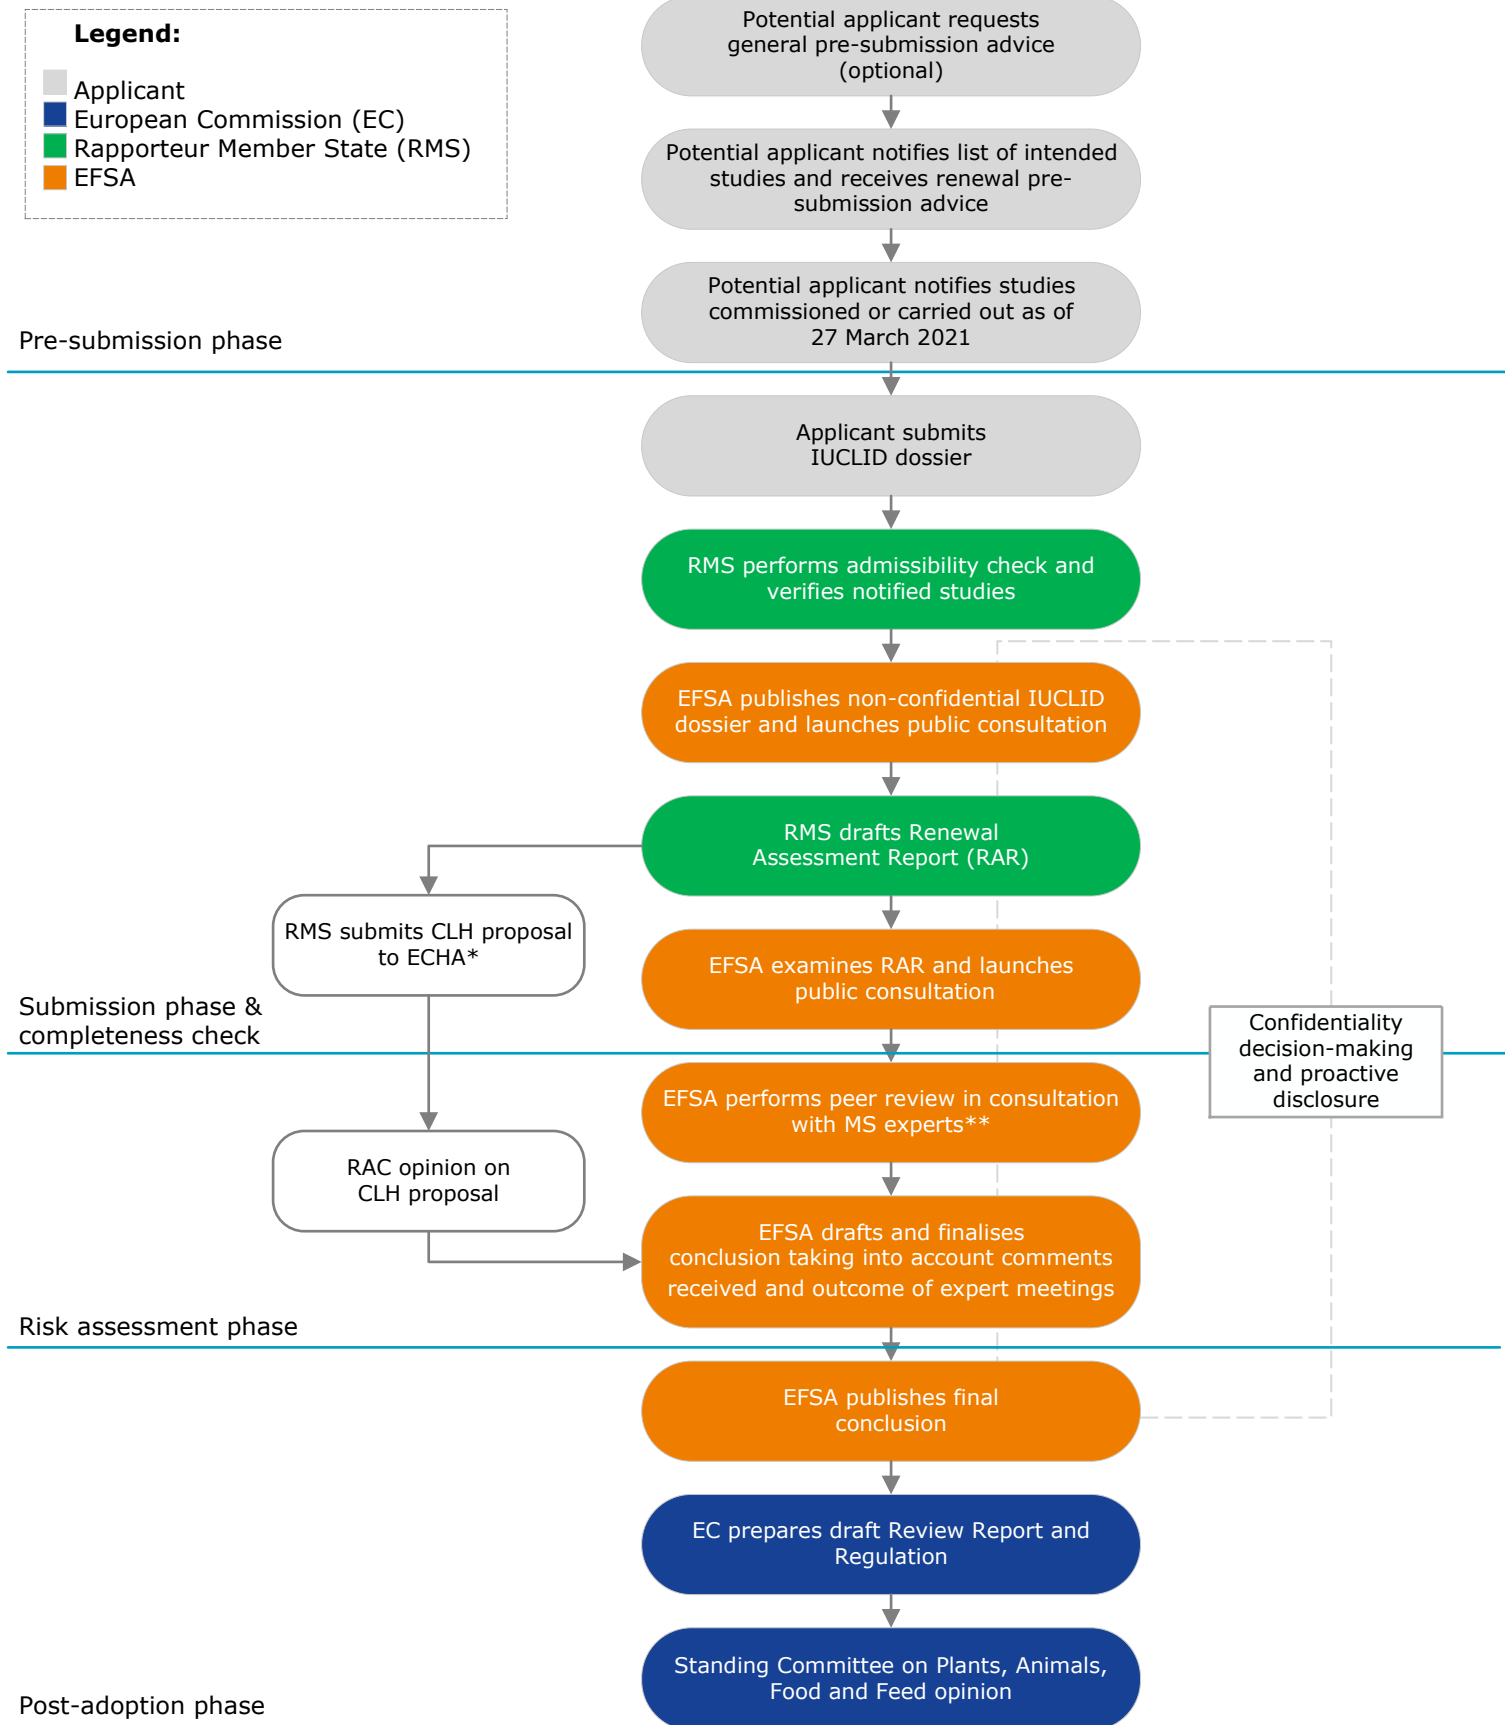 Legend:
Applicant
European Commission (EC)
Rapporteur Member State (RMS)
EFSA
Potential applicant requests
general pre-submission advice
(optional)
Potential applicant notifies list of intended
studies and receives renewal pre-
submission advice
Potential applicant notifies studies
commissioned or carried out as of
27 March 2021
Pre-submission phase
Applicant submits
IUCLID dossier
RMS performs admissibility check and
verifies notified studies
EFSA publishes non-confidential IUCLID
dossier and launches public consultation
RMS drafts Renewal
Assessment Report (RAR)
RMS submits CLH proposal
to ECHA*
EFSA examines RAR and launches
public consultation
Submission phase &
completeness check
Confidentiality
decision-making
and proactive
disclosure
EFSA performs peer review in consultation
with MS experts**
RAC opinion on
CLH proposal
EFSA drafts and finalises
conclusion taking into account comments
received and outcome of expert meetings
Risk assessment phase
EFSA publishes final
conclusion
EC prepares draft Review Report and
Regulation
Standing Committee on Plants, Animals,
Food and Feed opinion
Post-adoption phase